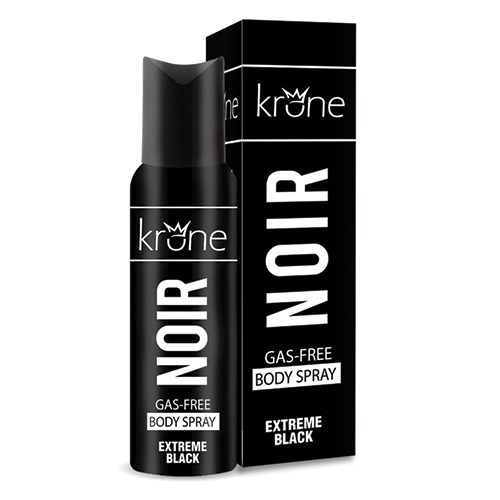 krone
NOIR
GAS-FREE
BODY SPRAY
EXTREME
BLACK
krone
NOIR
GAS-FREE
BODY SPRAY
EXTREME
BLACK